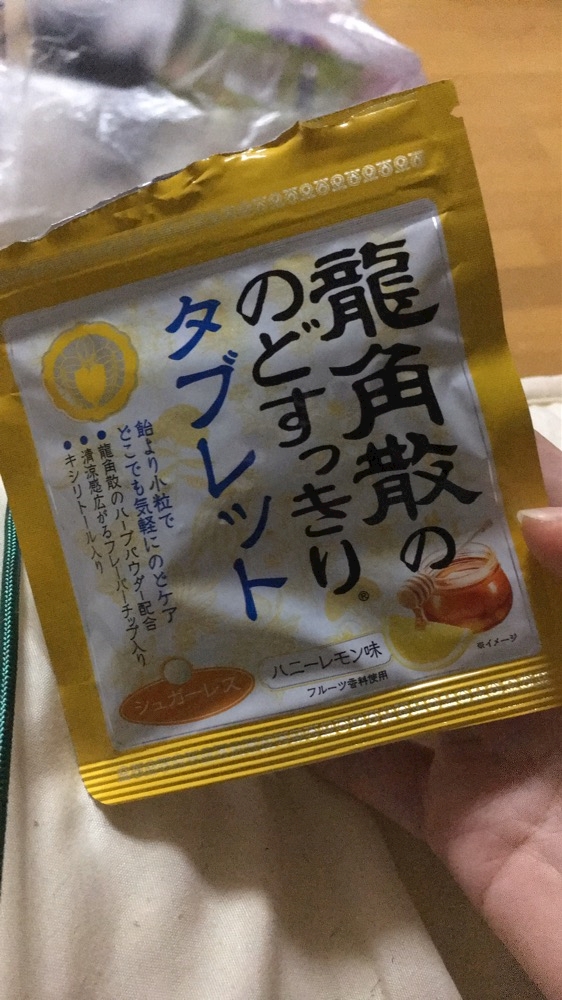 龍角散の
のどすっきり®
タブレット
飴より小粒で
どこでも気軽にのどケア
●龍角散のハーブパウダー配合
●清涼感広がるフレーバーチップ入り
●キシリトール入り
シュガーレス
ハニーレモン味
フルーツ香料使用
※イメージ